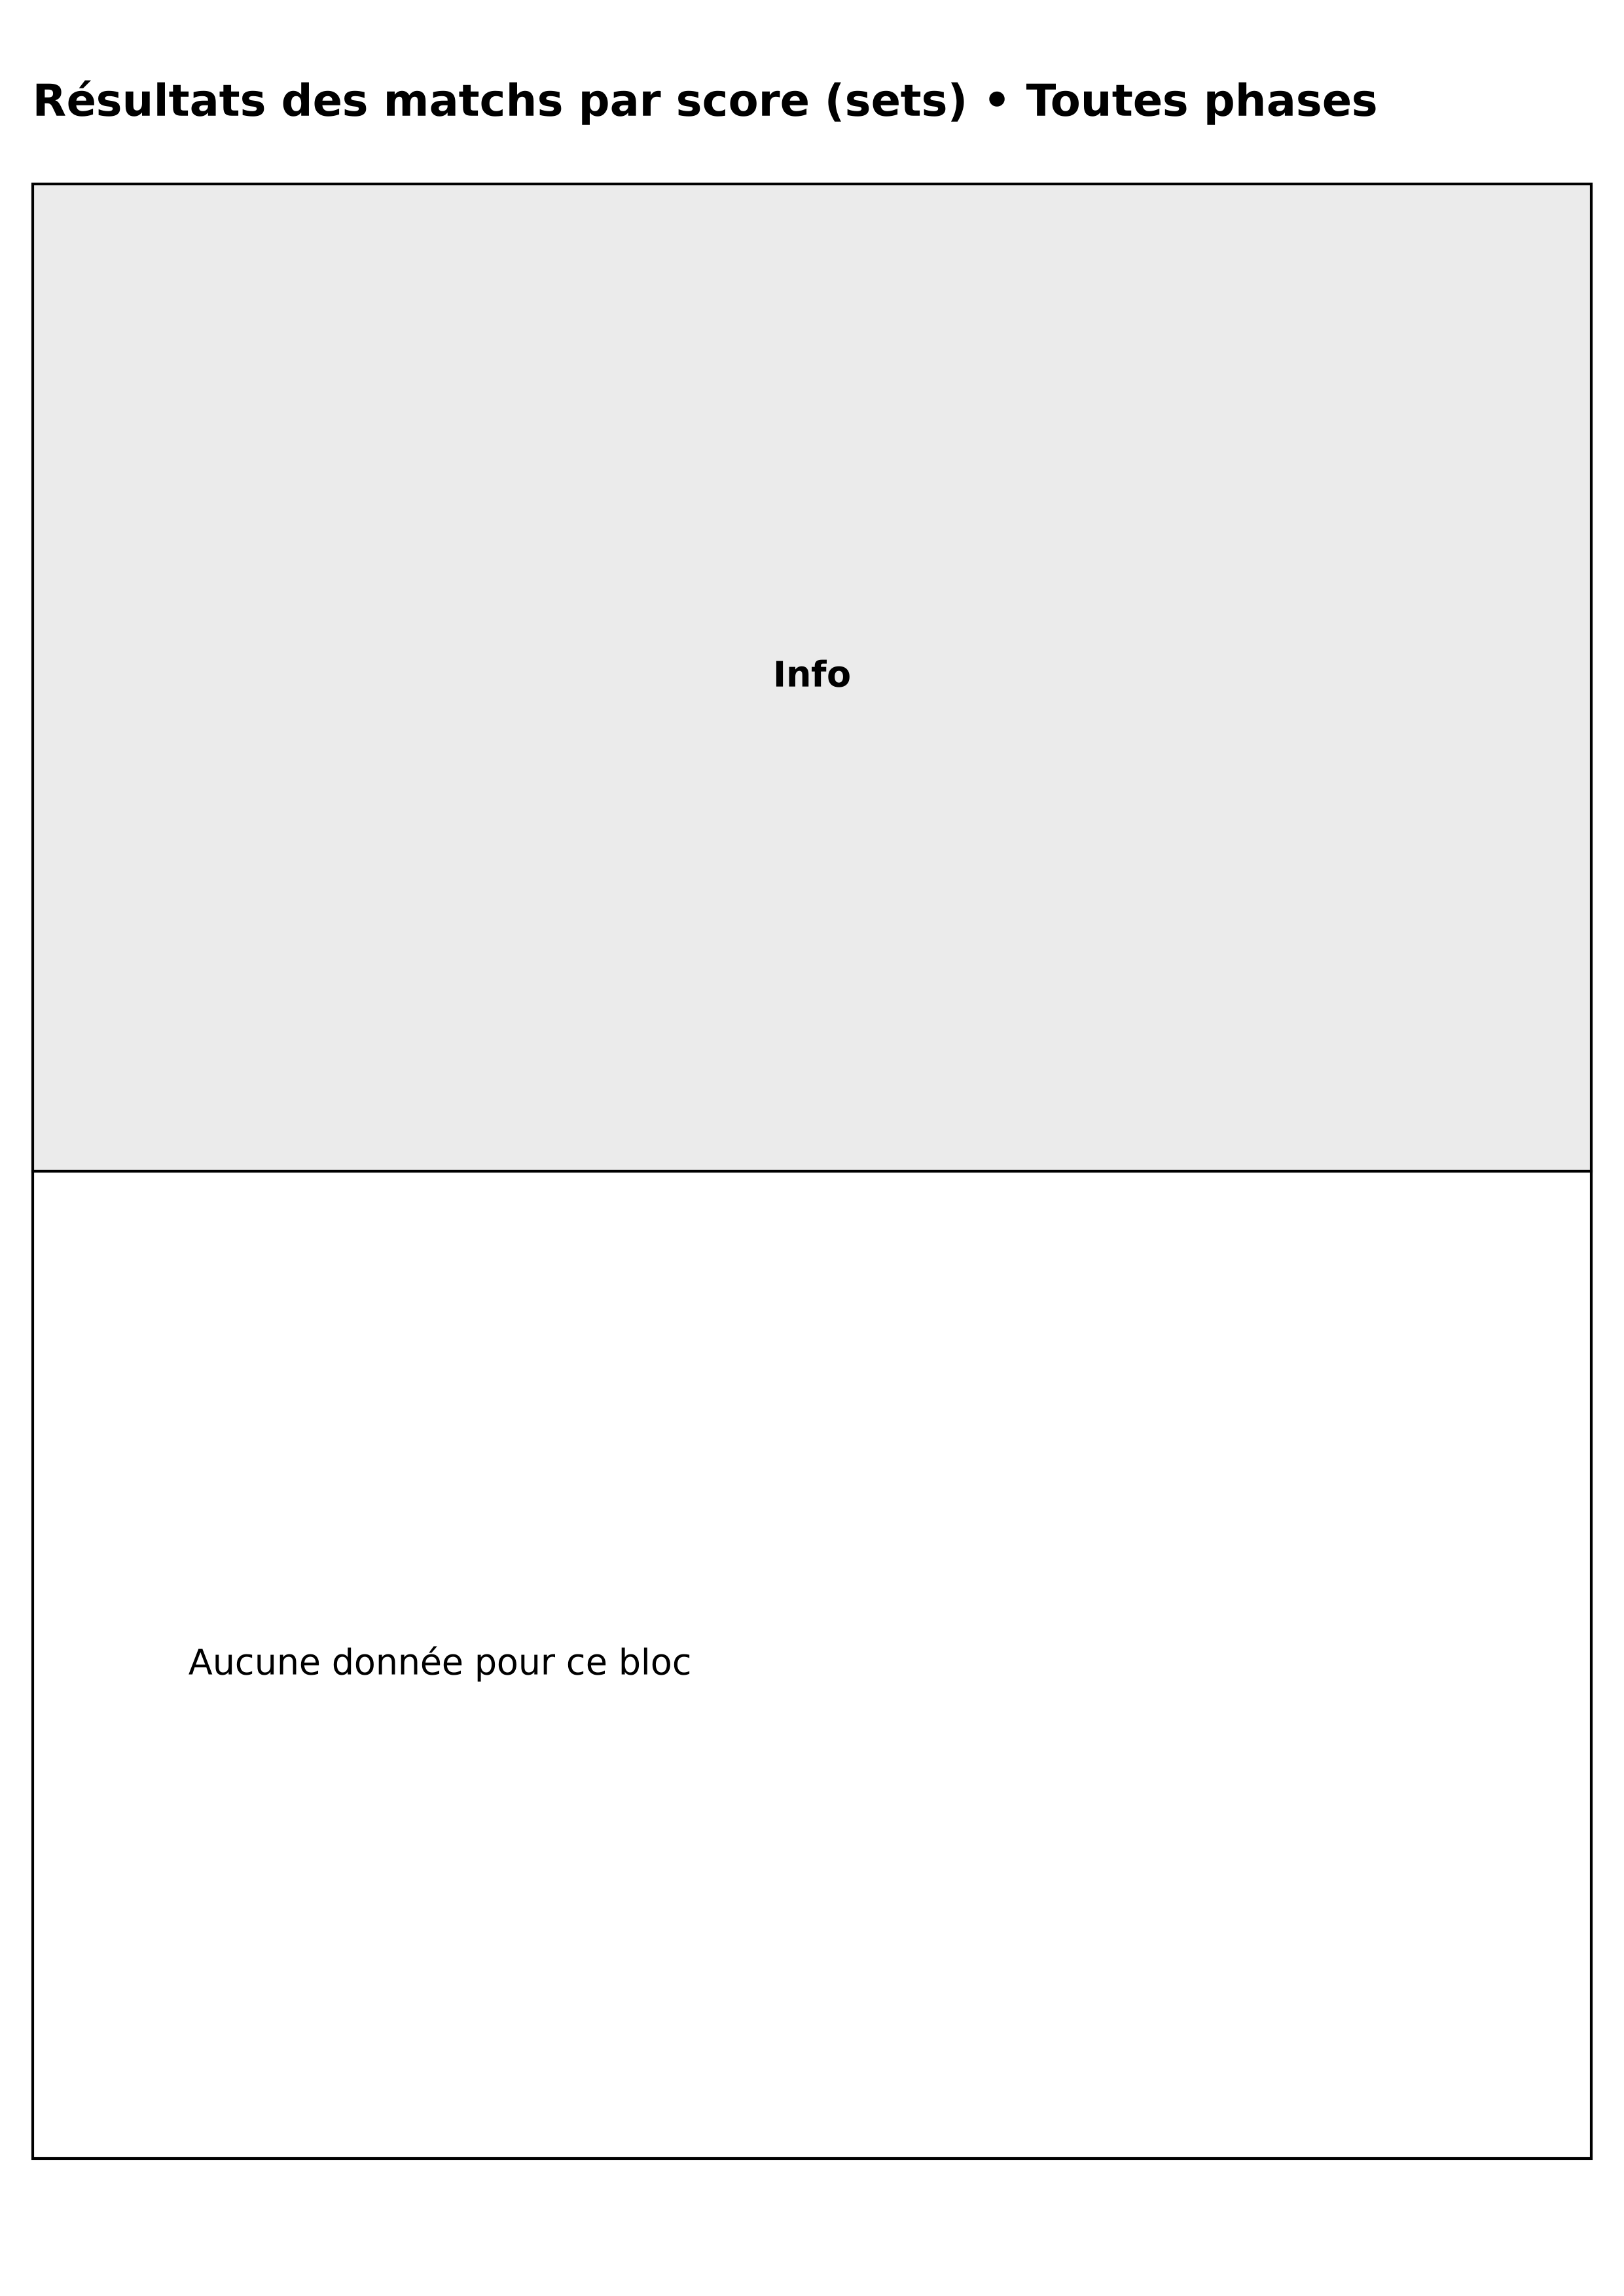 Résultats des matchs par score (sets) • Toutes phases
Info
Aucune donnée pour ce bloc